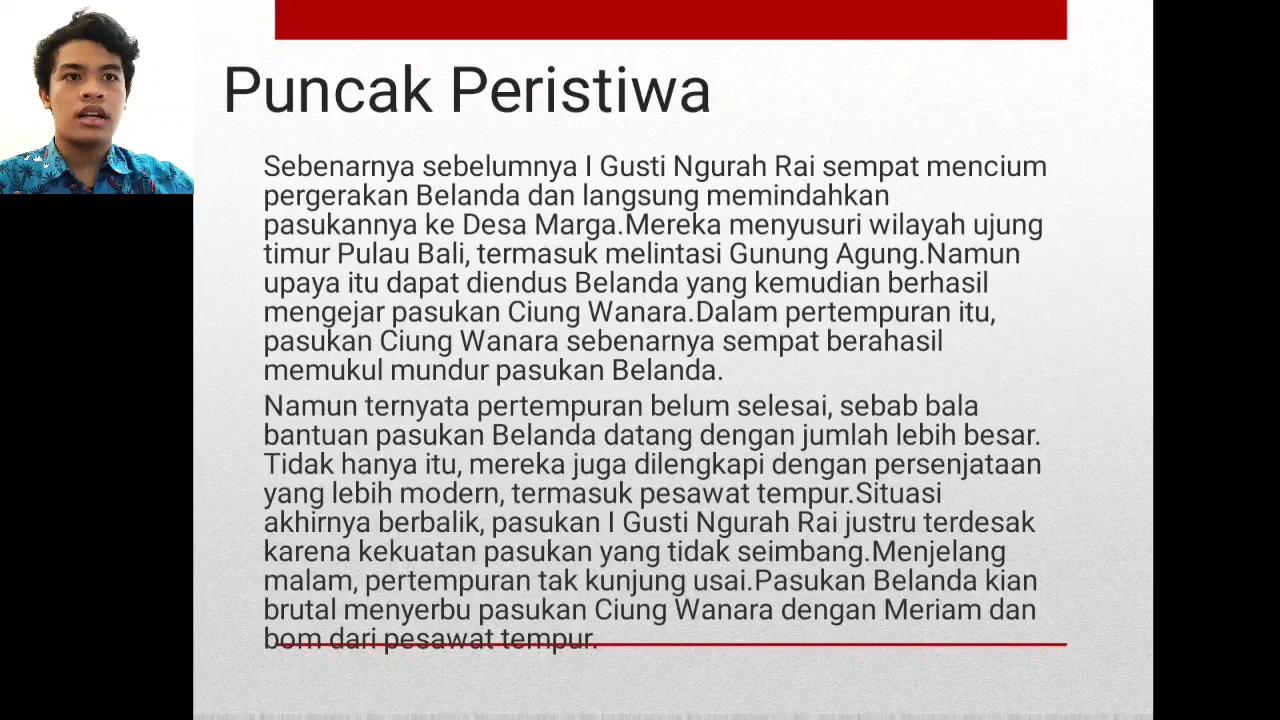 Puncak Peristiwa
Sebenarnya sebelumnya I Gusti Ngurah Rai sempat mencium
pergerakan Belanda dan langsung memindahkan
pasukannya ke Desa Marga.Mereka menyusuri wilayah ujung
timur Pulau Bali, termasuk melintasi Gunung Agung.Namun
upaya itu dapat diendus Belanda yang kemudian berhasil
mengejar pasukan Ciung Wanara.Dalam pertempuran itu,
pasukan Ciung Wanara sebenarnya sempat berahasil
memukul mundur pasukan Belanda.
Namun ternyata pertempuran belum selesai, sebab bala
bantuan pasukan Belanda datang dengan jumlah lebih besar.
Tidak hanya itu, mereka juga dilengkapi dengan persenjataan
yang lebih modern, termasuk pesawat tempur.Situasi
akhirnya berbalik, pasukan I Gusti Ngurah Rai justru terdesak
karena kekuatan pasukan yang tidak seimbang.Menjelang
malam, pertempuran tak kunjung usai.Pasukan Belanda kian
brutal menyerbu pasukan Ciung Wanara dengan Meriam dan
bom dari pesawat tempur.